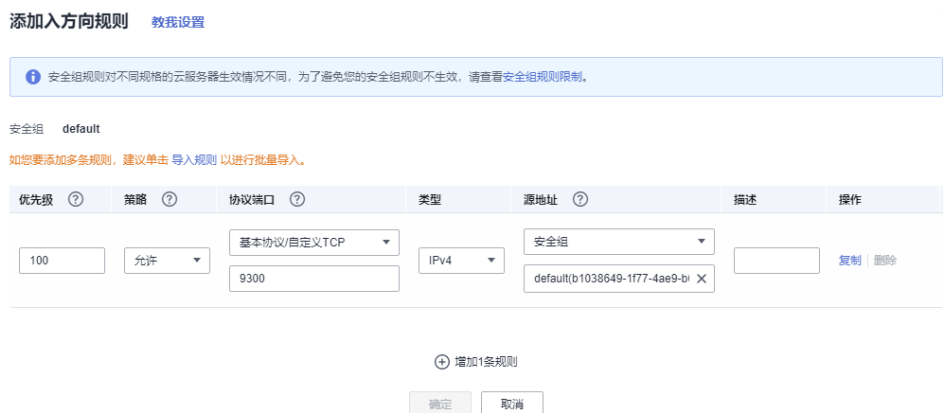 添加入方向规则 教我设置
安全组规则对不同规格的云服务器生效情况不同，为了避免您的安全组规则不生效，请查看安全组规则限制。
安全组 default
如您要添加多条规则，建议单击 导入规则 以进行批量导入。
优先级 策略 协议端口 类型 源地址 描述 操作
基本协议/自定义TCP 安全组
100 允许 IPv4 复制 删除
9300 default(b1038649-1f77-4ae9-b
增加1条规则
确定 取消